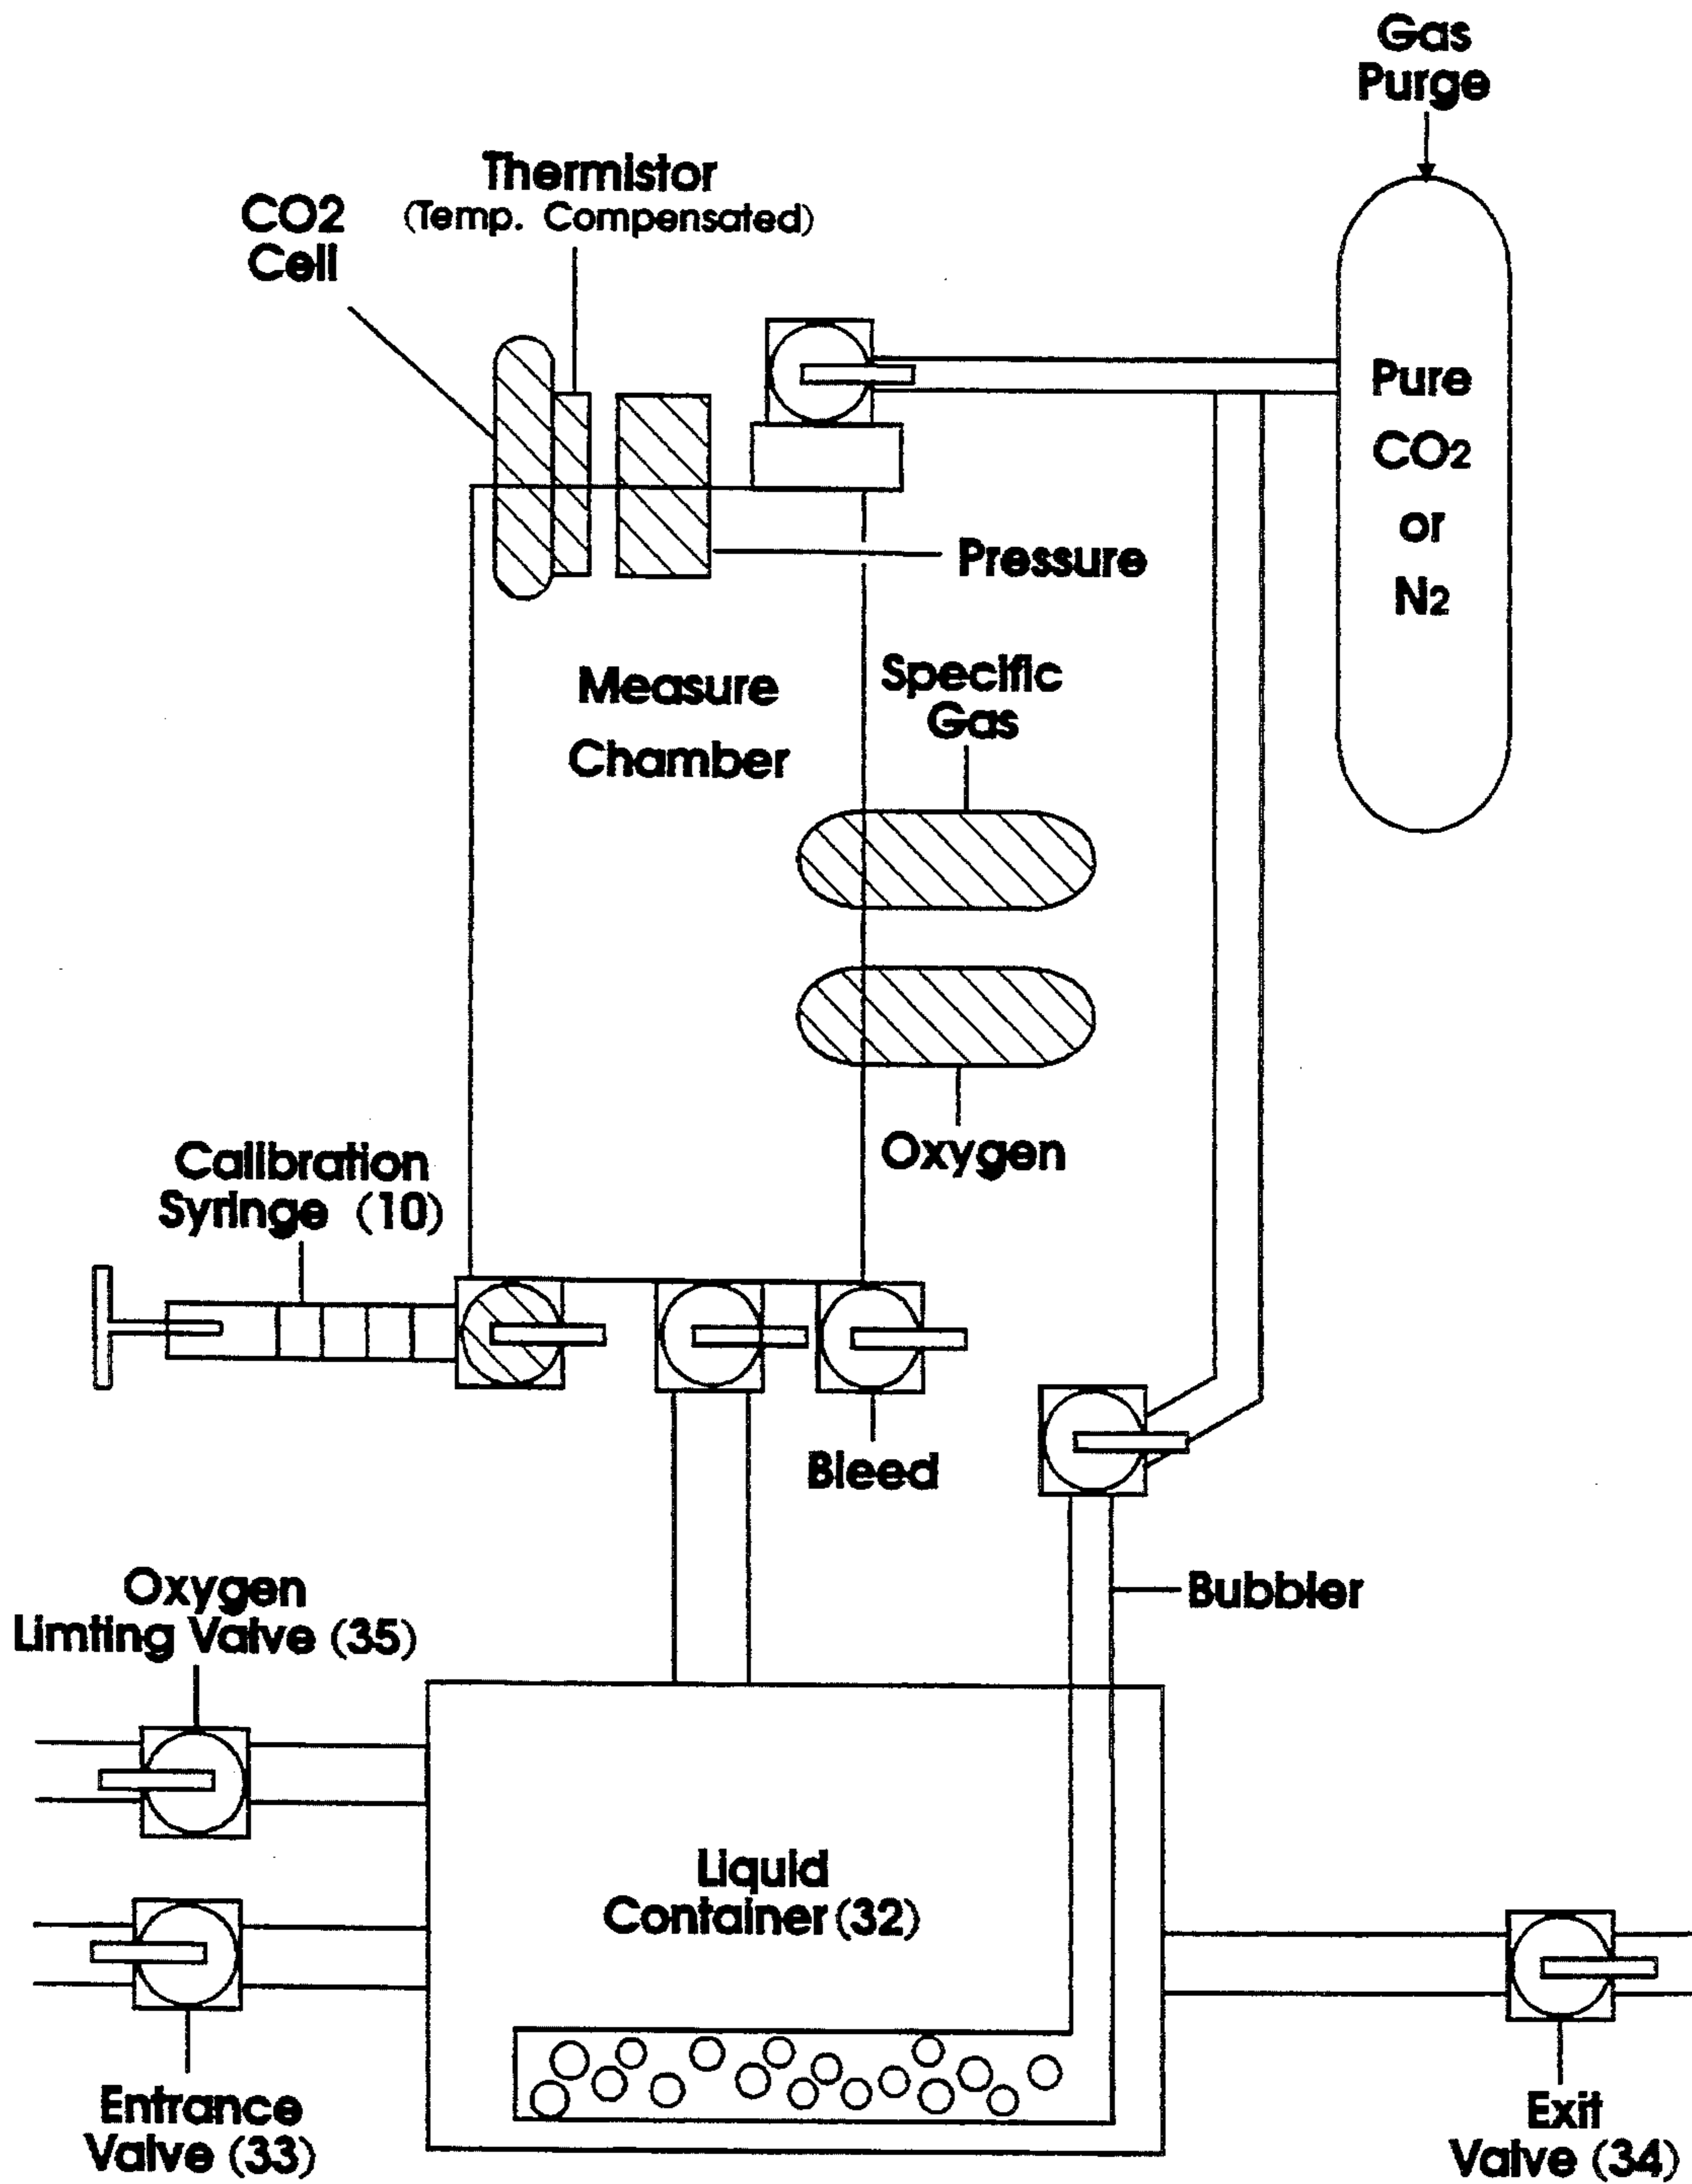 Gas
Purge
Thermistor
(Temp. Compensated)
CO2
Cell
Pure
CO2
or
N2
Pressure
Measure
Chamber
Specific
Gas
Oxygen
Calibration
Syringe (10)
Bleed
Bubbler
Oxygen
Limting Valve (35)
Liquid
Container (32)
Entrance
Valve (33)
Exit
Valve (34)